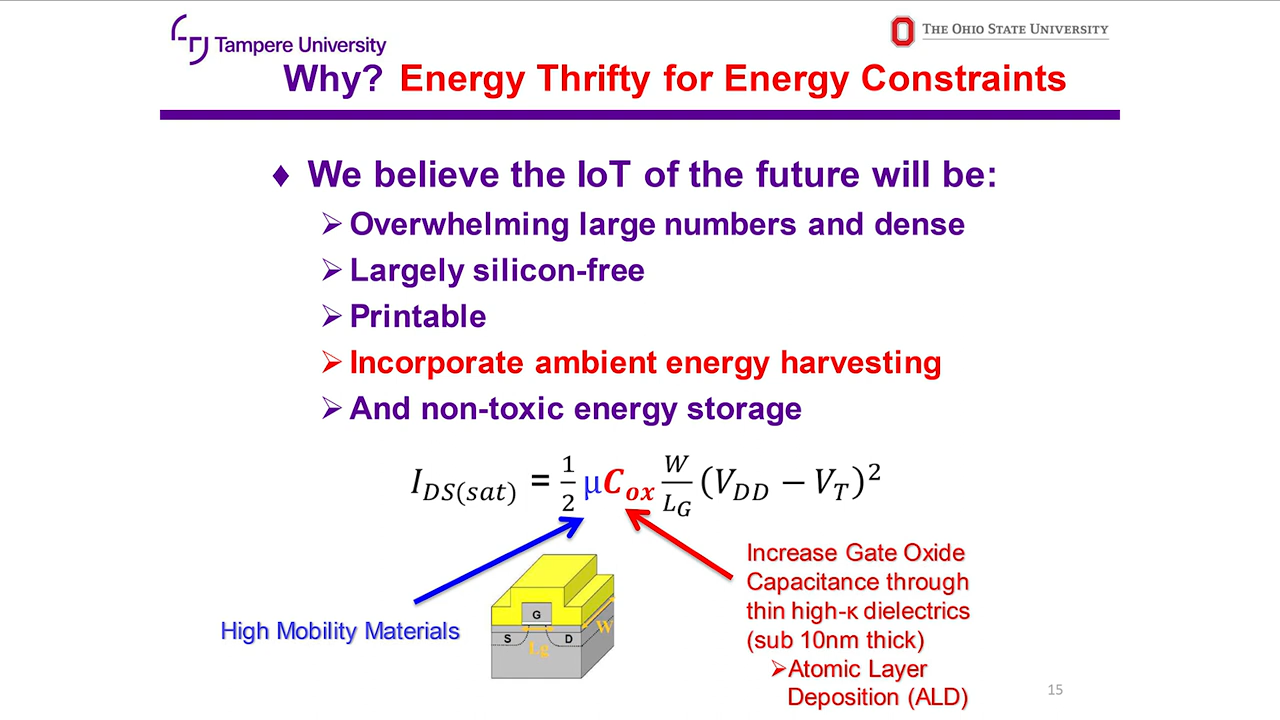 Tampere University
THE OHIO STATE UNIVERSITY
Why? Energy Thrifty for Energy Constraints
♦ We believe the IoT of the future will be:
➢Overwhelming large numbers and dense
➢Largely silicon-free
➢Printable
➢Incorporate ambient energy harvesting
➢And non-toxic energy storage
I_DS(sat) = 1/2 μC_ox W/L_G (V_DD − V_T)²
High Mobility Materials
G
S
D
W
Lg
Increase Gate Oxide
Capacitance through
thin high-κ dielectrics
(sub 10nm thick)
➢Atomic Layer
Deposition (ALD)
15